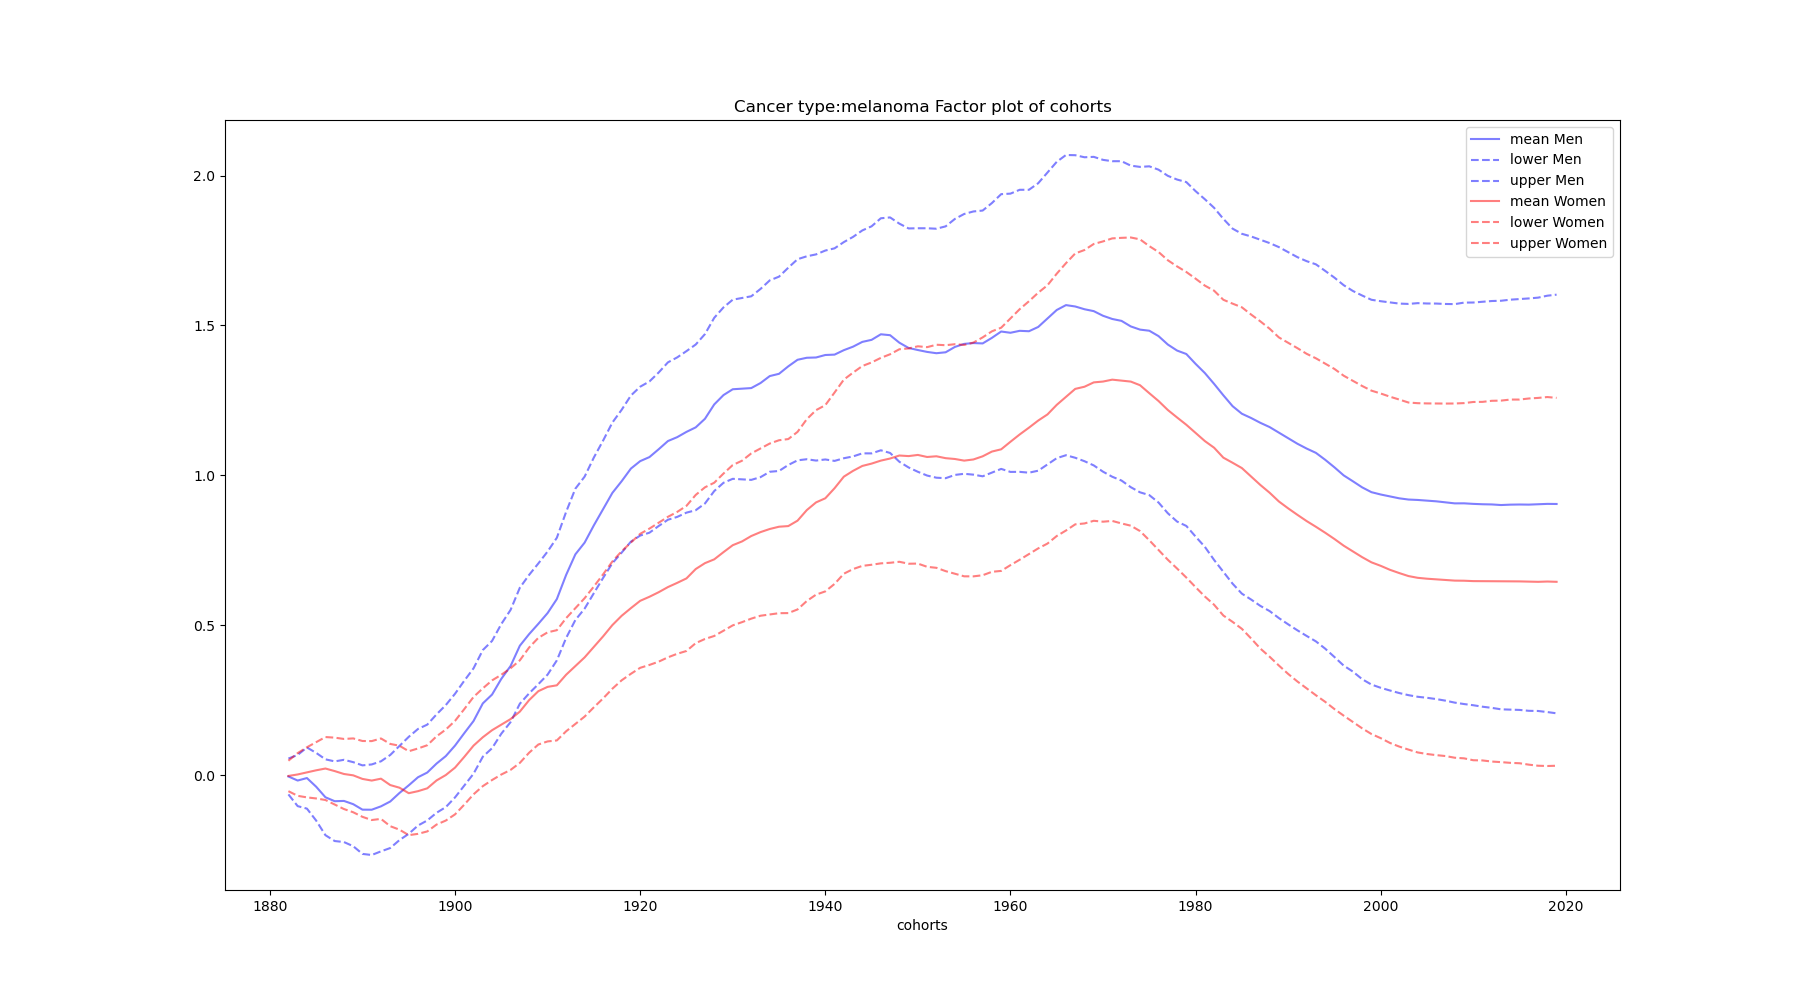 Cancer type:melanoma Factor plot of cohorts
mean Men
lower Men
upper Men
mean Women
lower Women
upper Women
2.0
1.5
1.0
0.5
0.0
1880 1900 1920 1940 1960 1980 2000 2020
cohorts